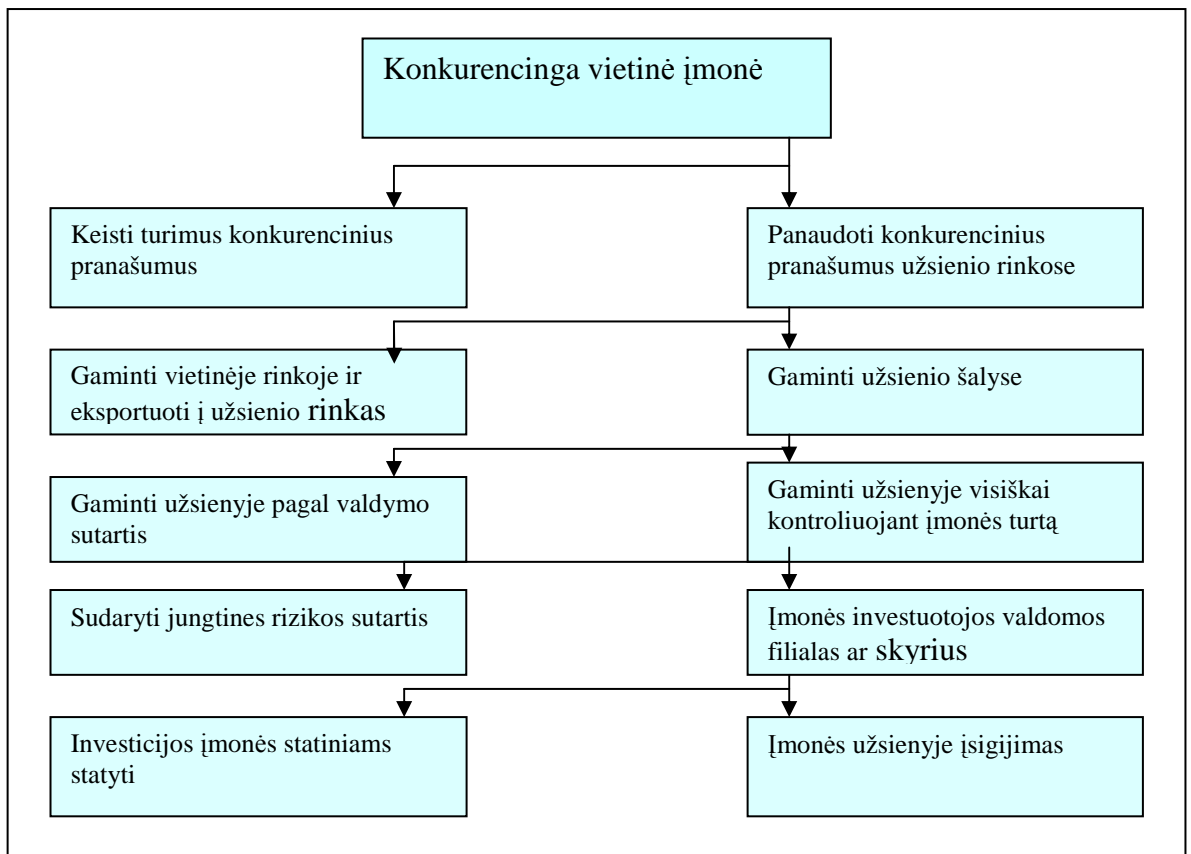 Konkurencinga vietinė įmonė
Keisti turimus konkurencinius
pranašumus
Panaudoti konkurencinius
pranašumus užsienio rinkose
Gaminti vietinėje rinkoje ir
eksportuoti į užsienio rinkas
Gaminti užsienio šalyse
Gaminti užsienyje pagal valdymo
sutartis
Gaminti užsienyje visiškai
kontroliuojant įmonės turtą
Sudaryti jungtines rizikos sutartis
Įmonės investuotojos valdomos
filialas ar skyrius
Investicijos įmonės statiniams
statyti
Įmonės užsienyje įsigijimas